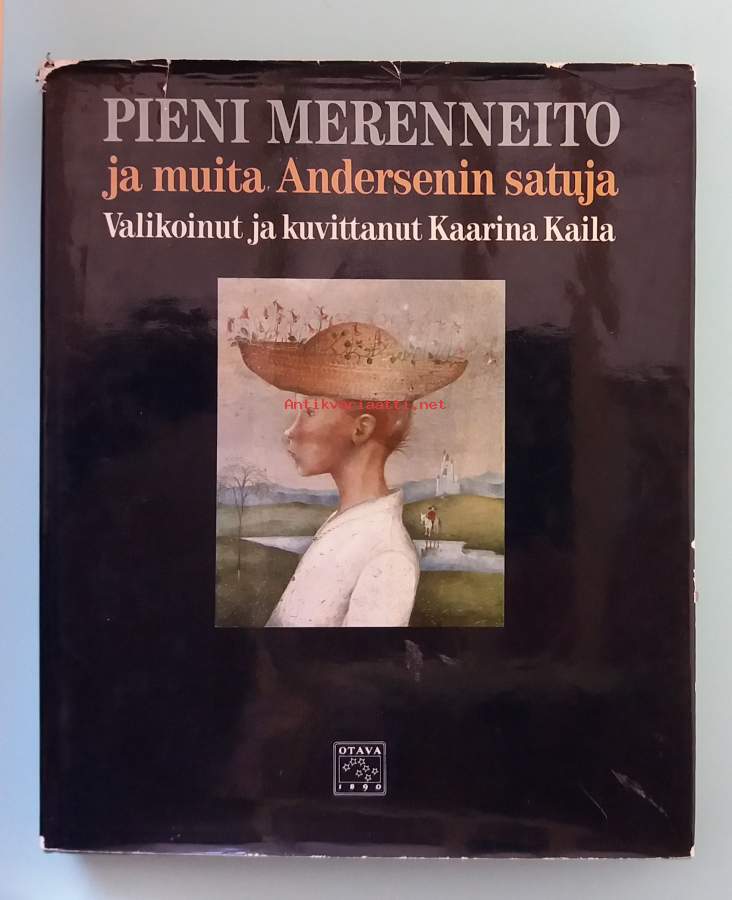 PIENI MERENNEITO
ja muita Andersenin satuja
Valikoinut ja kuvittanut Kaarina Kaila
Antikvariaatti.net
OTAVA
1890